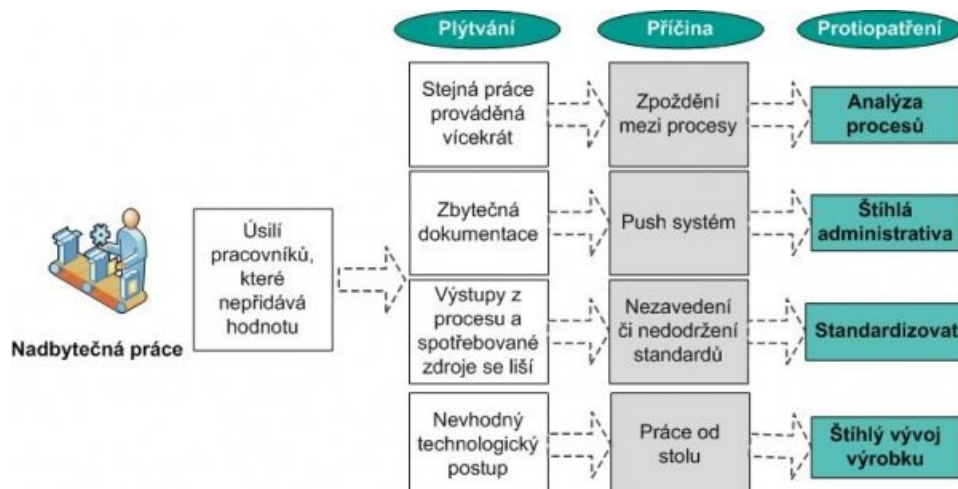 Plýtvání
Příčina
Protiopatření
Stejná práce
prováděná
vícekrát
Zpoždění
mezi procesy
Analýza
procesů
Nadbytečná práce
Úsilí
pracovníků,
které
nepřidává
hodnotu
Zbytečná
dokumentace
Push systém
Štíhlá
administrativa
Výstupy z
procesu a
spotřebované
zdroje se liší
Nezavedení
či nedodržení
standardů
Standardizovat
Nevhodný
technologický
postup
Práce od
stolu
Štíhlý vývoj
výrobku